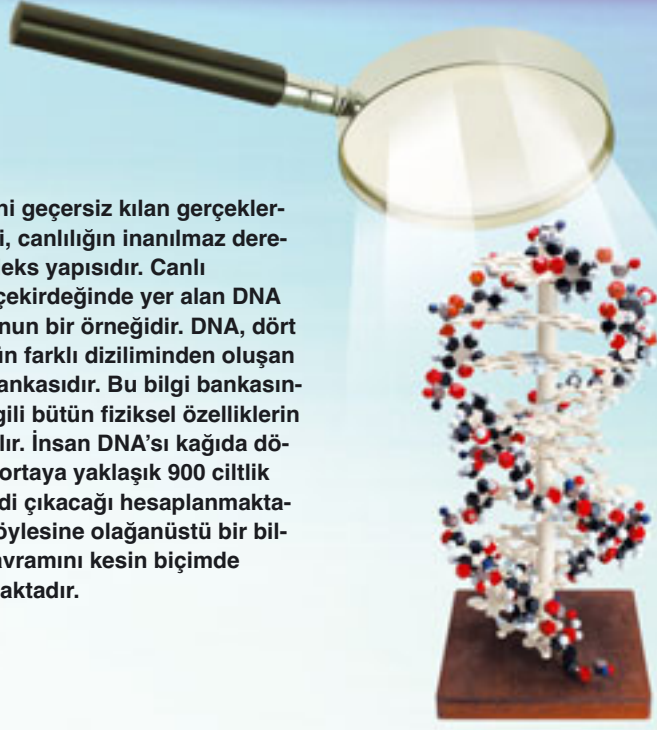 ni geçersiz kılan gerçekler-
i, canlılığın inanılmaz dere-
leks yapısıdır. Canlı
çekirdeğinde yer alan DNA
nun bir örneğidir. DNA, dört
ün farklı diziliminden oluşan
ankasıdır. Bu bilgi bankasın-
gili bütün fiziksel özelliklerin
lır. İnsan DNA’sı kağıda dö-
ortaya yaklaşık 900 ciltlik
di çıkacağı hesaplanmakta-
öylesine olağanüstü bir bil-
avramını kesin biçimde
aktadır.